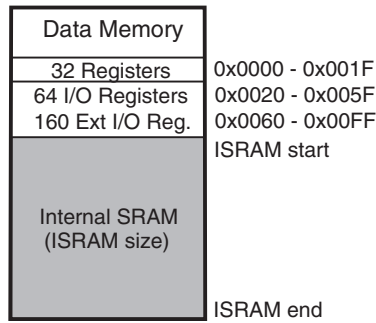 Data Memory
32 Registers 0x0000 - 0x001F
64 I/O Registers 0x0020 - 0x005F
160 Ext I/O Reg. 0x0060 - 0x00FF
ISRAM start
Internal SRAM
(ISRAM size)
ISRAM end